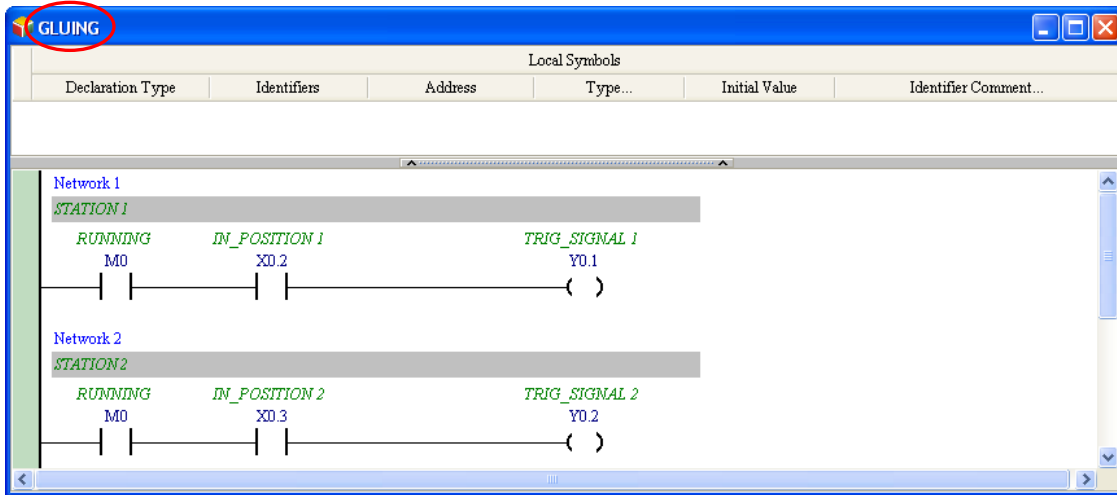 GLUING
Local Symbols
Declaration Type Identifiers Address Type... Initial Value Identifier Comment...
Network 1
STATION 1
RUNNING IN_POSITION 1 TRIG_SIGNAL 1
M0 X0.2 Y0.1
Network 2
STATION 2
RUNNING IN_POSITION 2 TRIG_SIGNAL 2
M0 X0.3 Y0.2